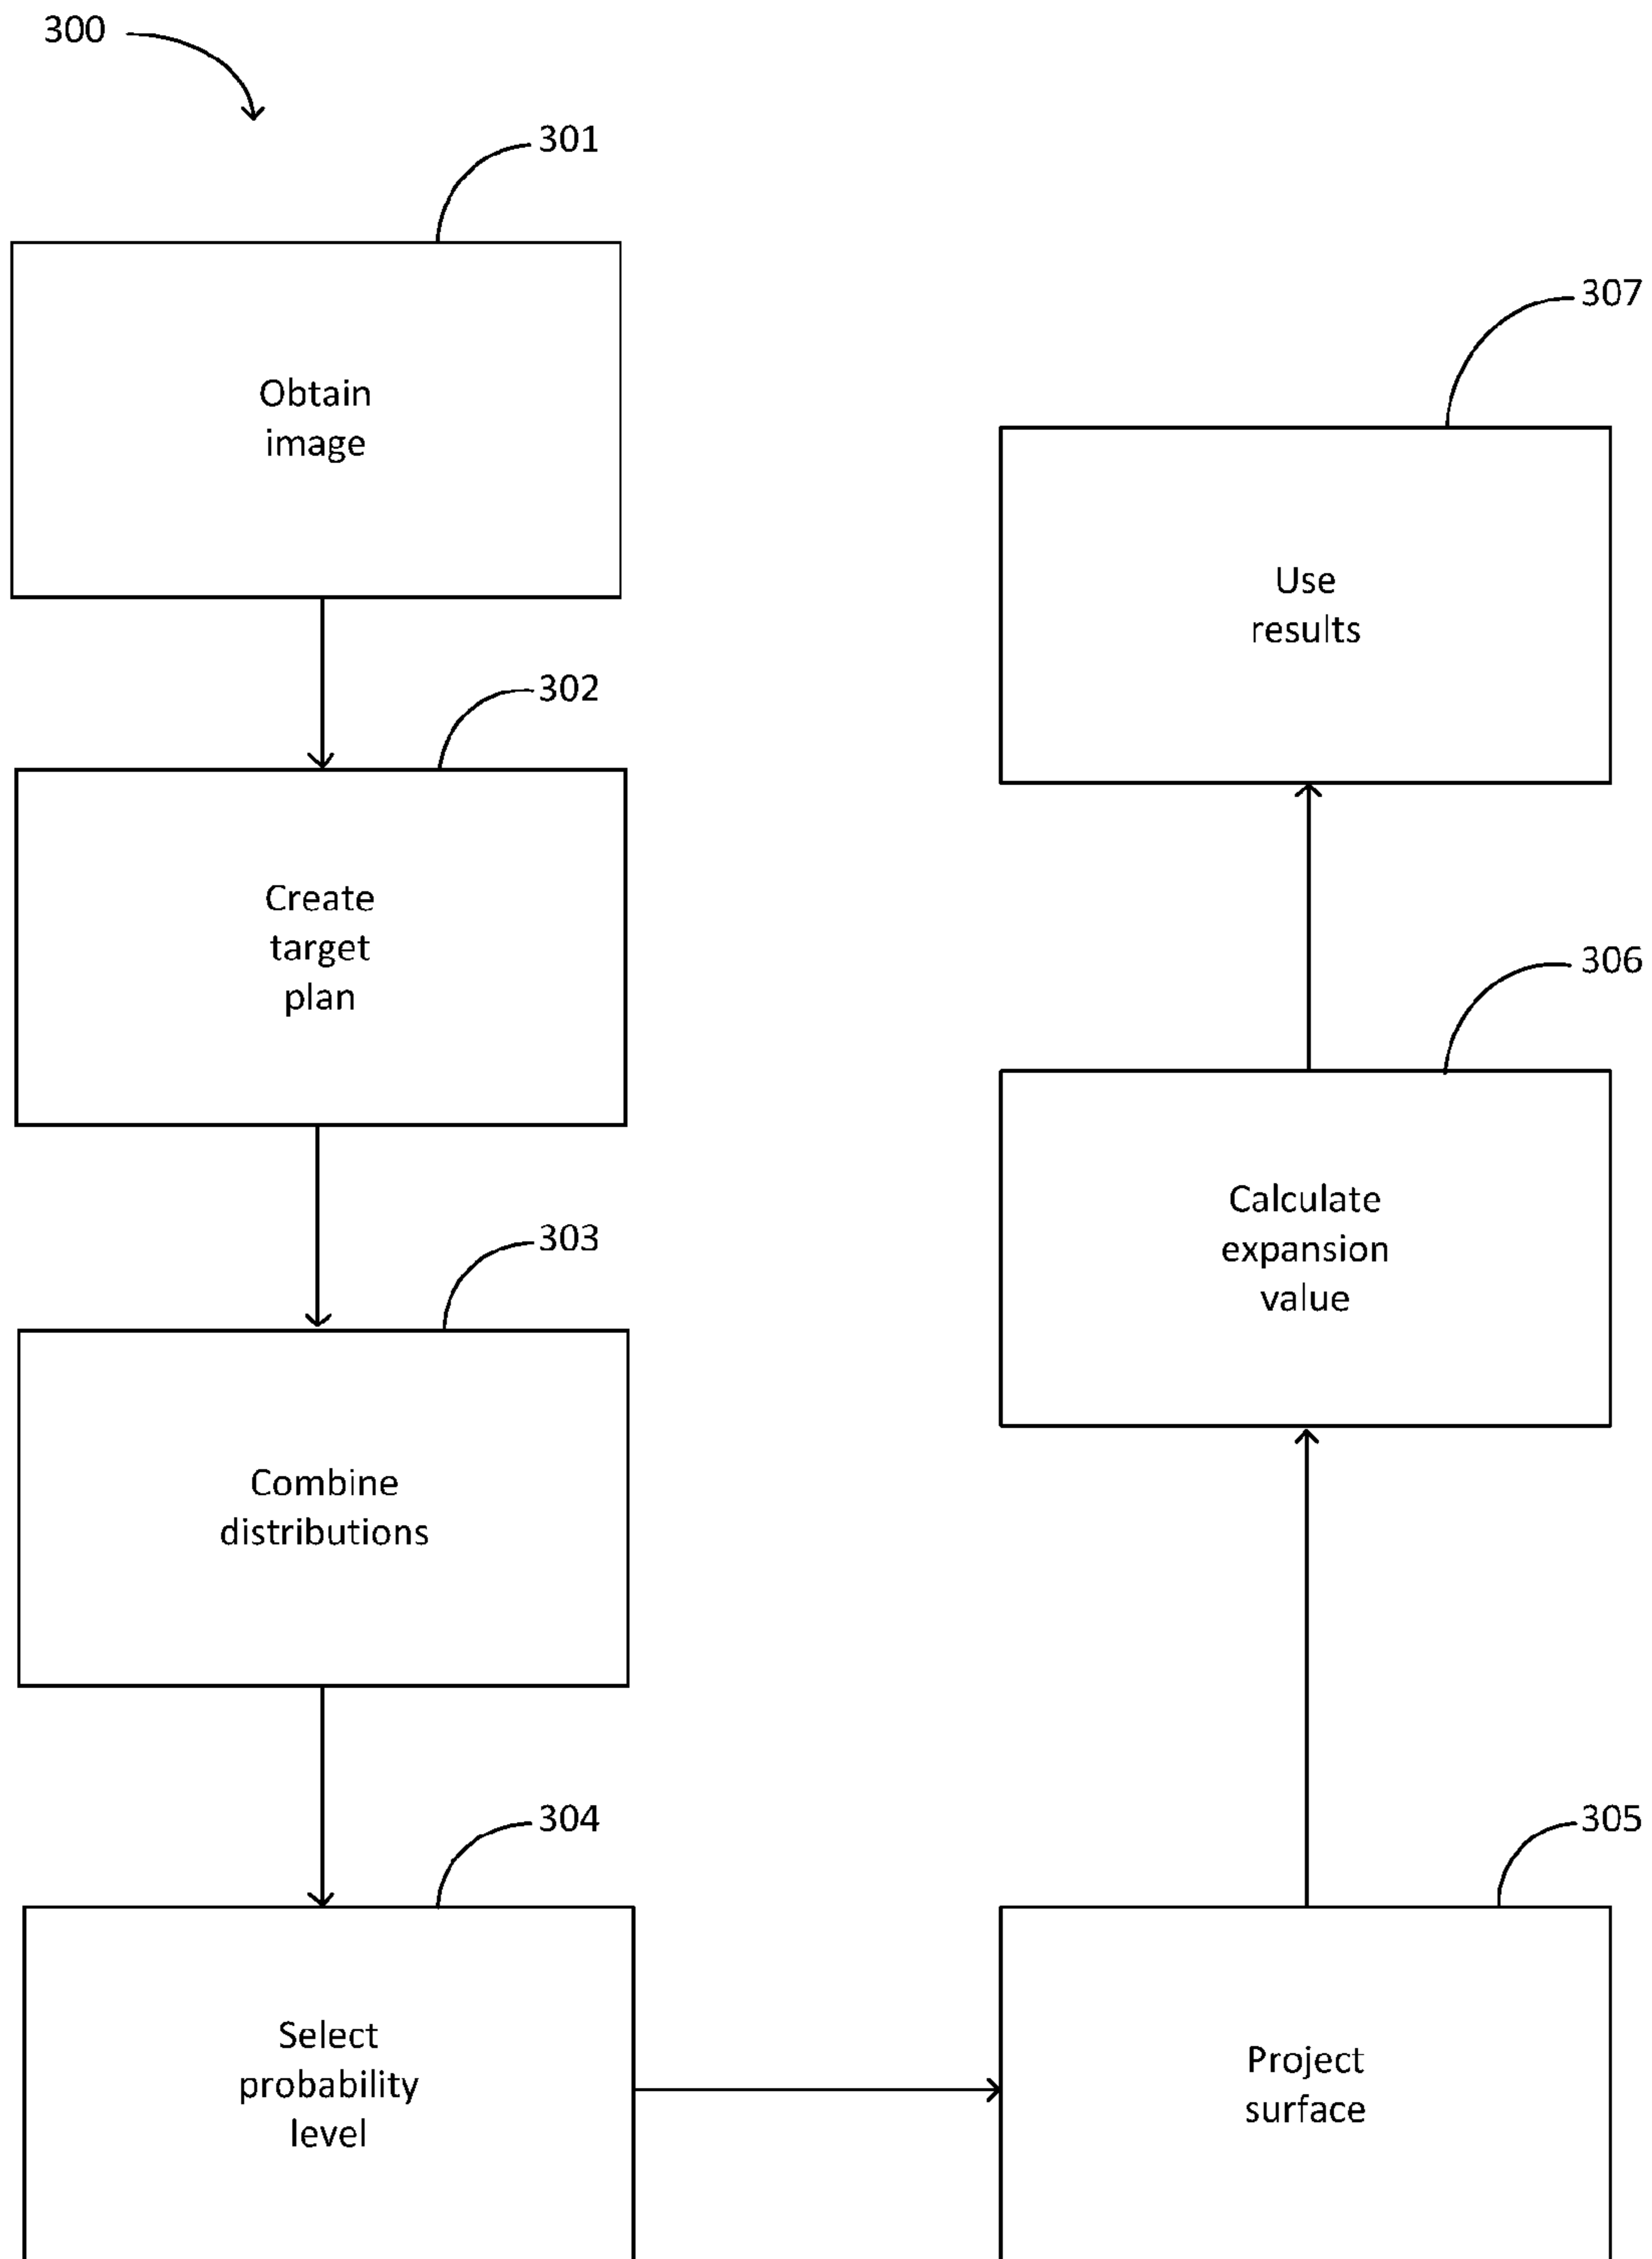 300
301
Obtain
image
302
Create
target
plan
303
Combine
distributions
304
Select
probability
level
305
Project
surface
306
Calculate
expansion
value
307
Use
results